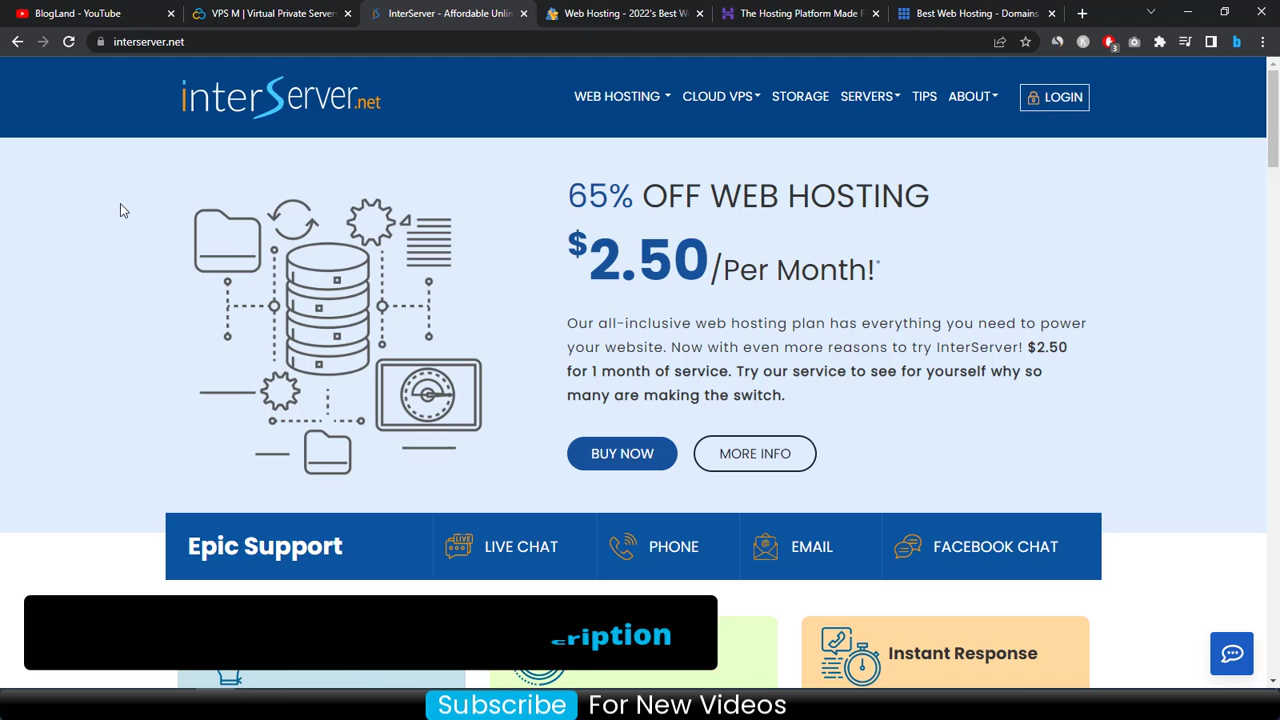 BlogLand - YouTube
VPS M | Virtual Private Server
InterServer - Affordable Unlin
Web Hosting - 2022's Best W
The Hosting Platform Made F
Best Web Hosting - Domains
interserver.net
3
interServer.net
WEB HOSTING CLOUD VPS STORAGE SERVERS TIPS ABOUT LOGIN
65% OFF WEB HOSTING
$2.50/Per Month!*
Our all-inclusive web hosting plan has everything you need to power
your website. Now with even more reasons to try InterServer! $2.50
for 1 month of service. Try our service to see for yourself why so
many are making the switch.
BUY NOW MORE INFO
Epic Support LIVE CHAT PHONE EMAIL FACEBOOK CHAT
LIVE
cription
Instant Response
Subscribe For New Videos